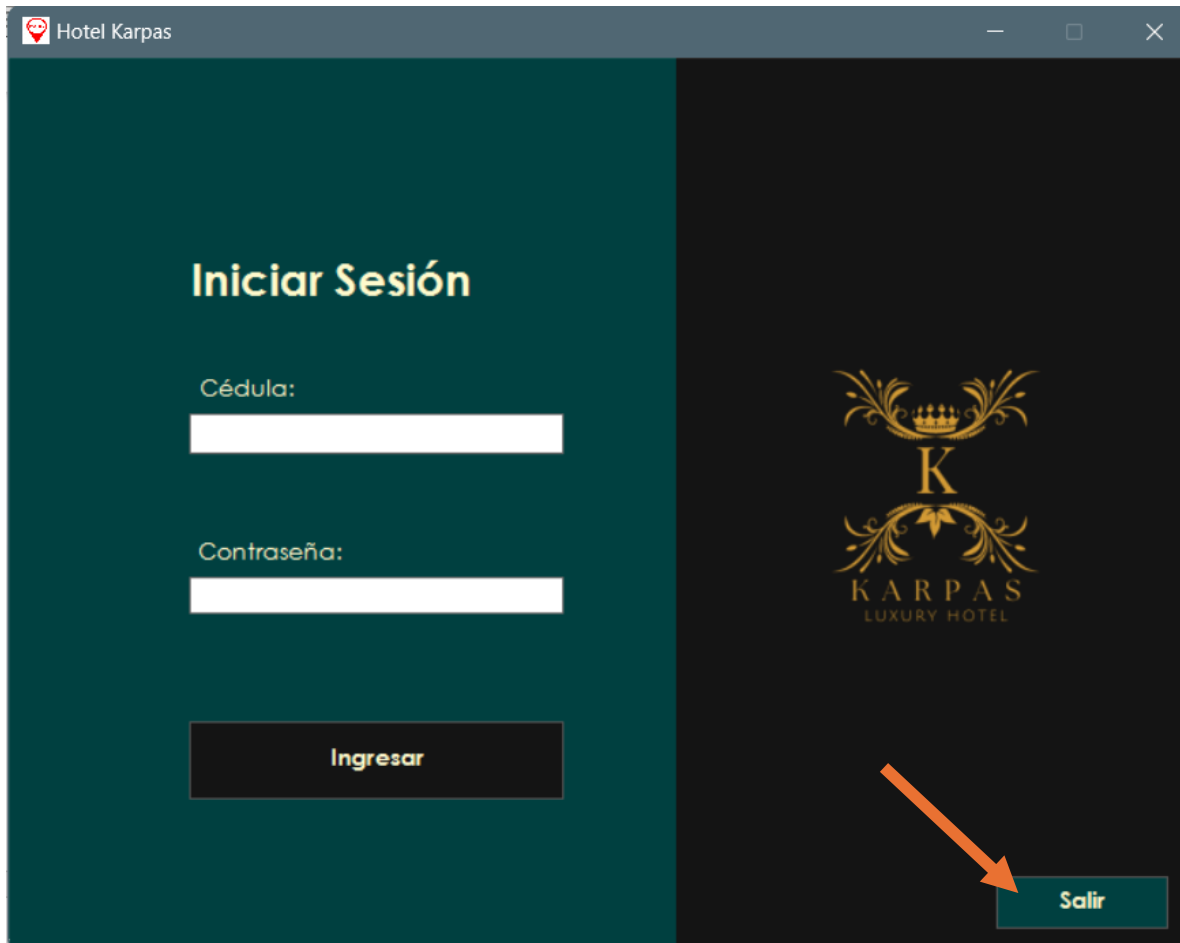 Hotel Karpas
Iniciar Sesión
Cédula:
Contraseña:
Ingresar
K
KARPAS
LUXURY HOTEL
Salir